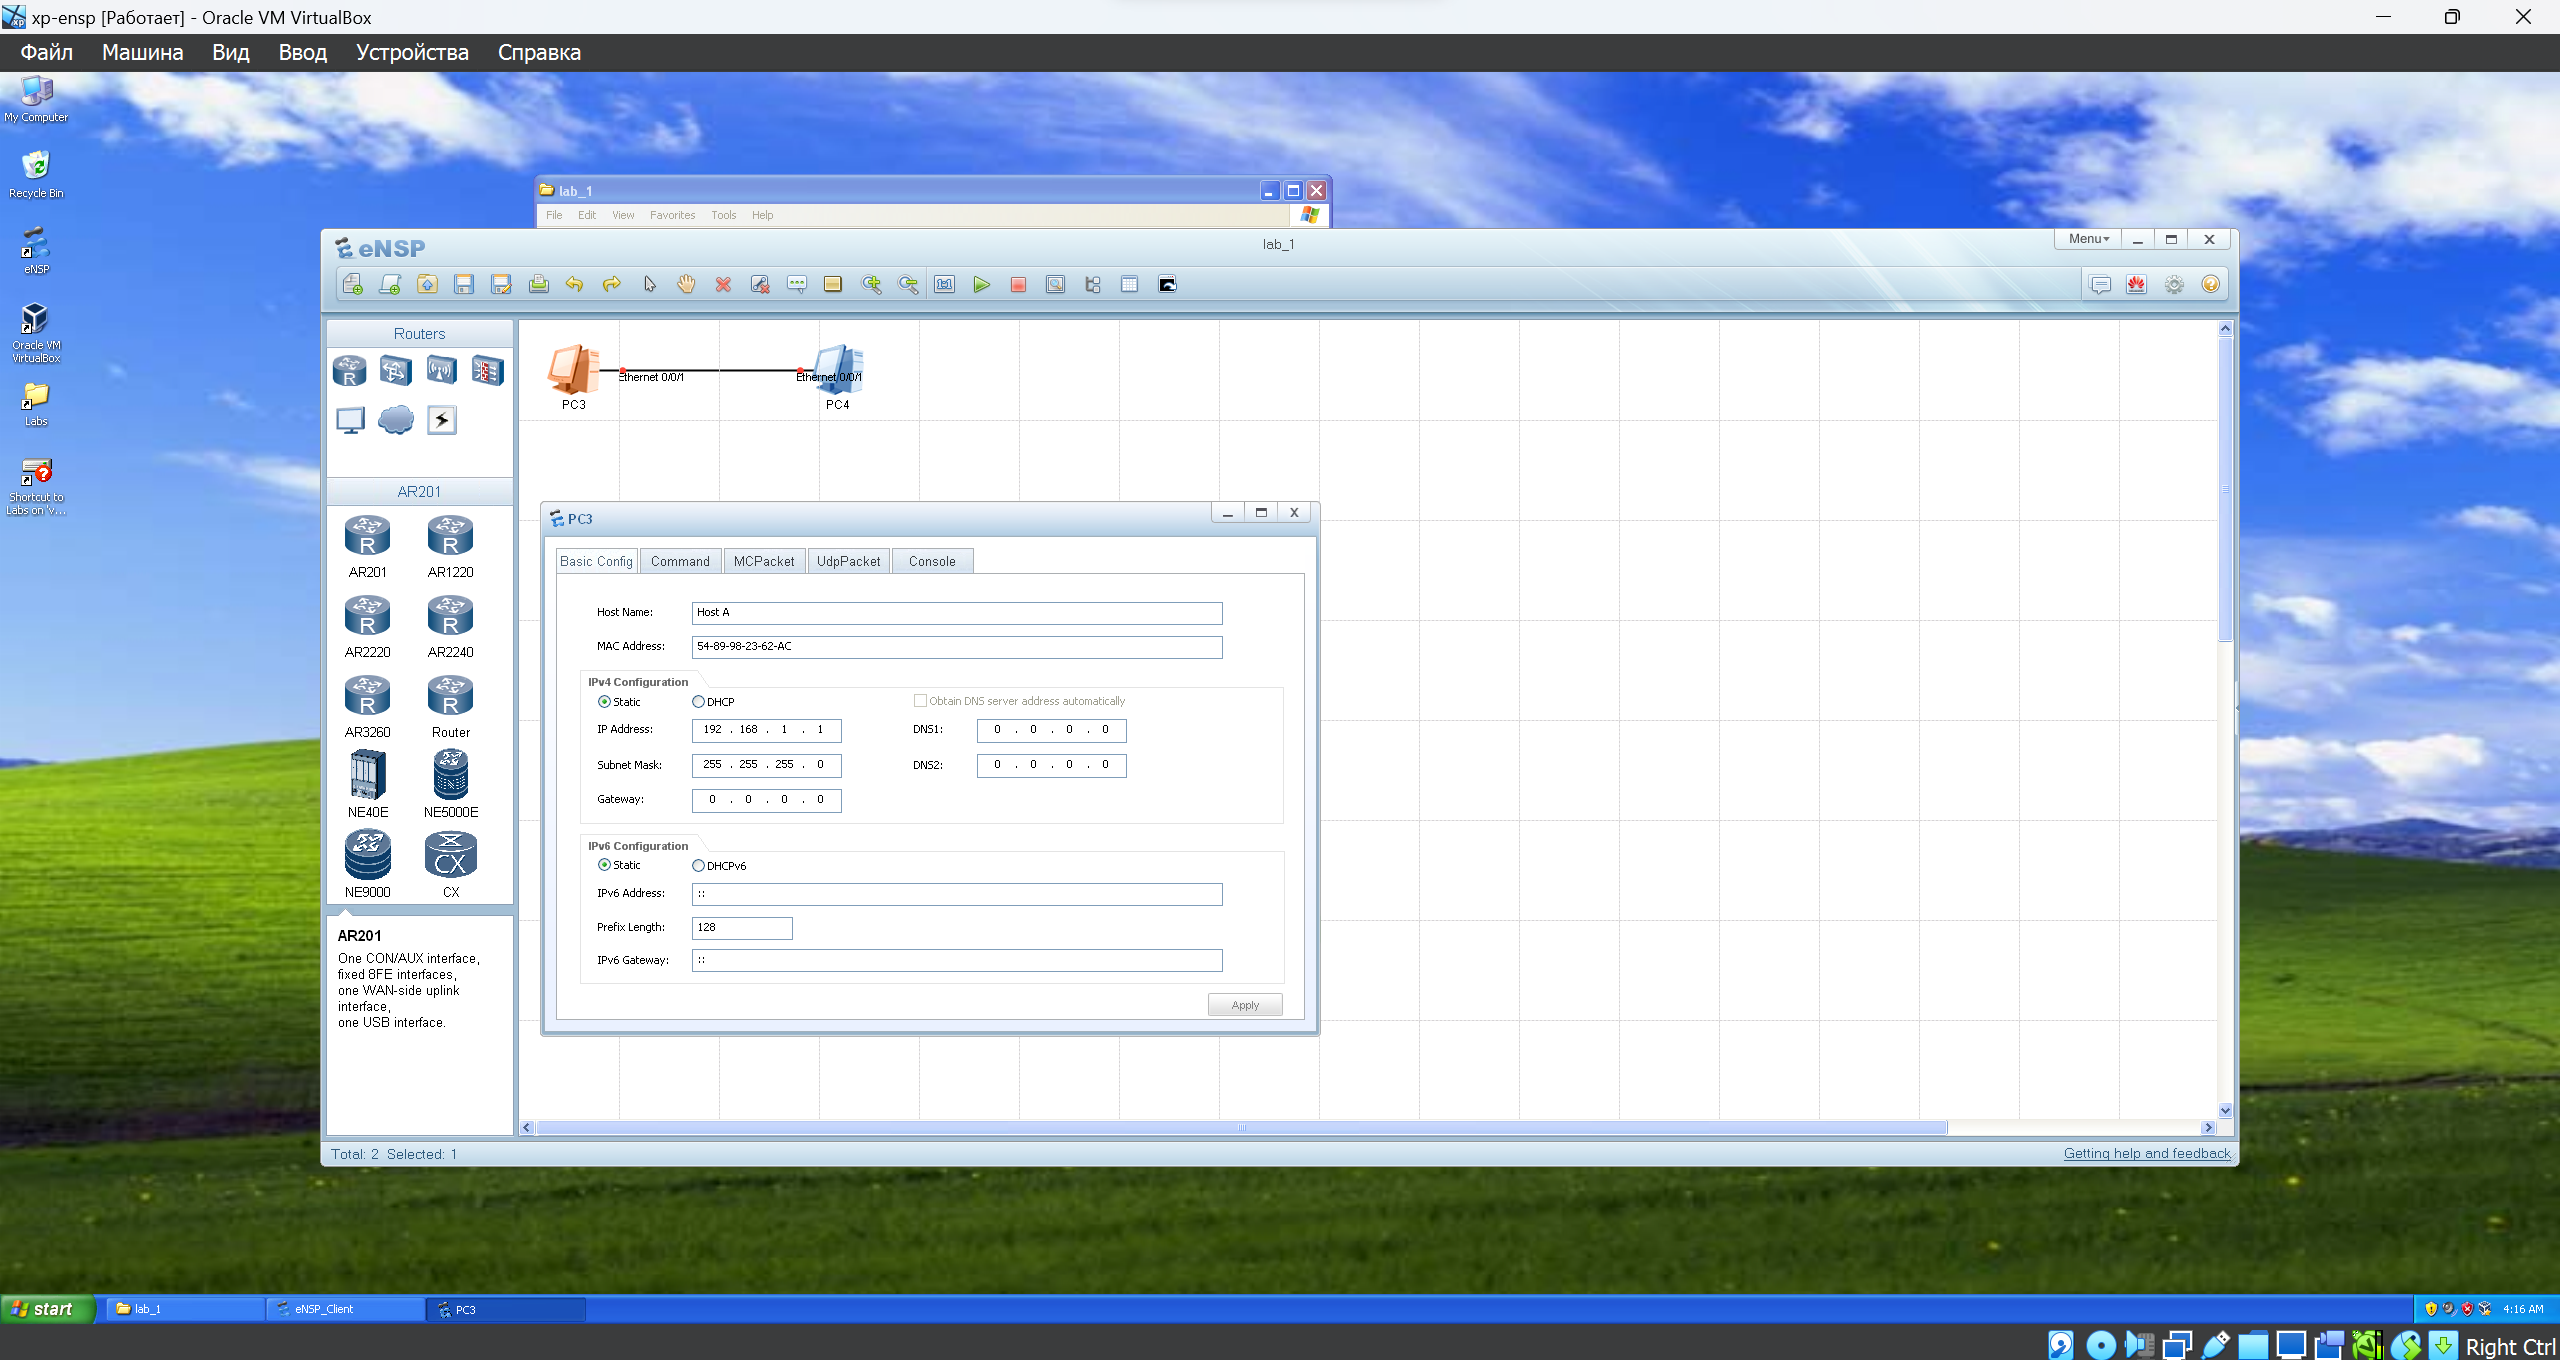 xp-ensp [Работает] - Oracle VM VirtualBox
Файл Машина Вид Ввод Устройства Справка
My Computer
Recycle Bin
eNSP
Oracle VM
VirtualBox
Labs
Shortcut to
Labs on 'v...
lab_1
File Edit View Favorites Tools Help
eNSP
lab_1
Menu
Routers
AR201
AR201 AR1220
AR2220 AR2240
AR3260 Router
NE40E NE5000E
NE9000 CX
AR201
One CON/AUX interface,
fixed 8FE interfaces,
one WAN-side uplink
interface,
one USB interface.
Ethernet 0/0/1 Ethernet 0/0/1
PC3 PC4
PC3
Basic Config Command MCPacket UdpPacket Console
Host Name: Host A
MAC Address: 54-89-98-23-62-AC
IPv4 Configuration
Static DHCP Obtain DNS server address automatically
IP Address: 192 . 168 . 1 . 1 DNS1: 0 . 0 . 0 . 0
Subnet Mask: 255 . 255 . 255 . 0 DNS2: 0 . 0 . 0 . 0
Gateway: 0 . 0 . 0 . 0
IPv6 Configuration
Static DHCPv6
IPv6 Address: ::
Prefix Length: 128
IPv6 Gateway: ::
Apply
Total: 2 Selected: 1
Getting help and feedback
start lab_1 eNSP_Client PC3 4:16 AM
Right Ctrl